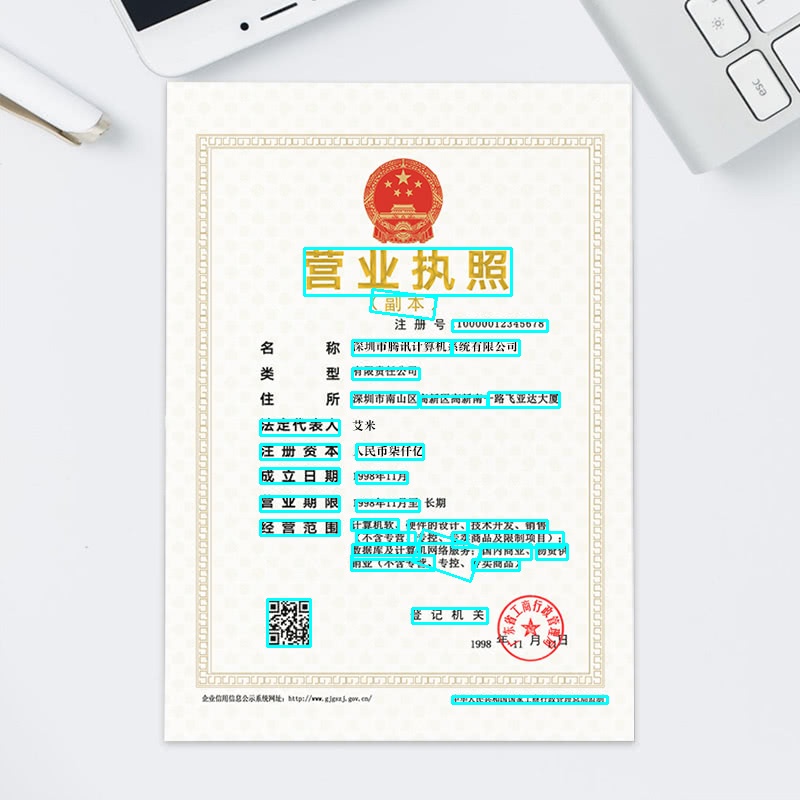 营业执照
（副本）
注册号 10000012345678
名称 深圳市腾讯计算机系统有限公司
类型 有限责任公司
住所 深圳市南山区高新区高新南一路飞亚达大厦
法定代表人 艾米
注册资本 人民币柒仟亿
成立日期 1998年11月
营业期限 1998年11月至 长期
经营范围 计算机软、硬件的设计、技术开发、销售
（不含专营、专控、专卖商品及限制项目）；
数据库及计算机网络服务；国内商业、物资供
销业（不含专营、专控、专卖商品）
登记机关
1998 年 11 月 11 日
企业信用信息公示系统网址：http://www.gjgszj.gov.cn/